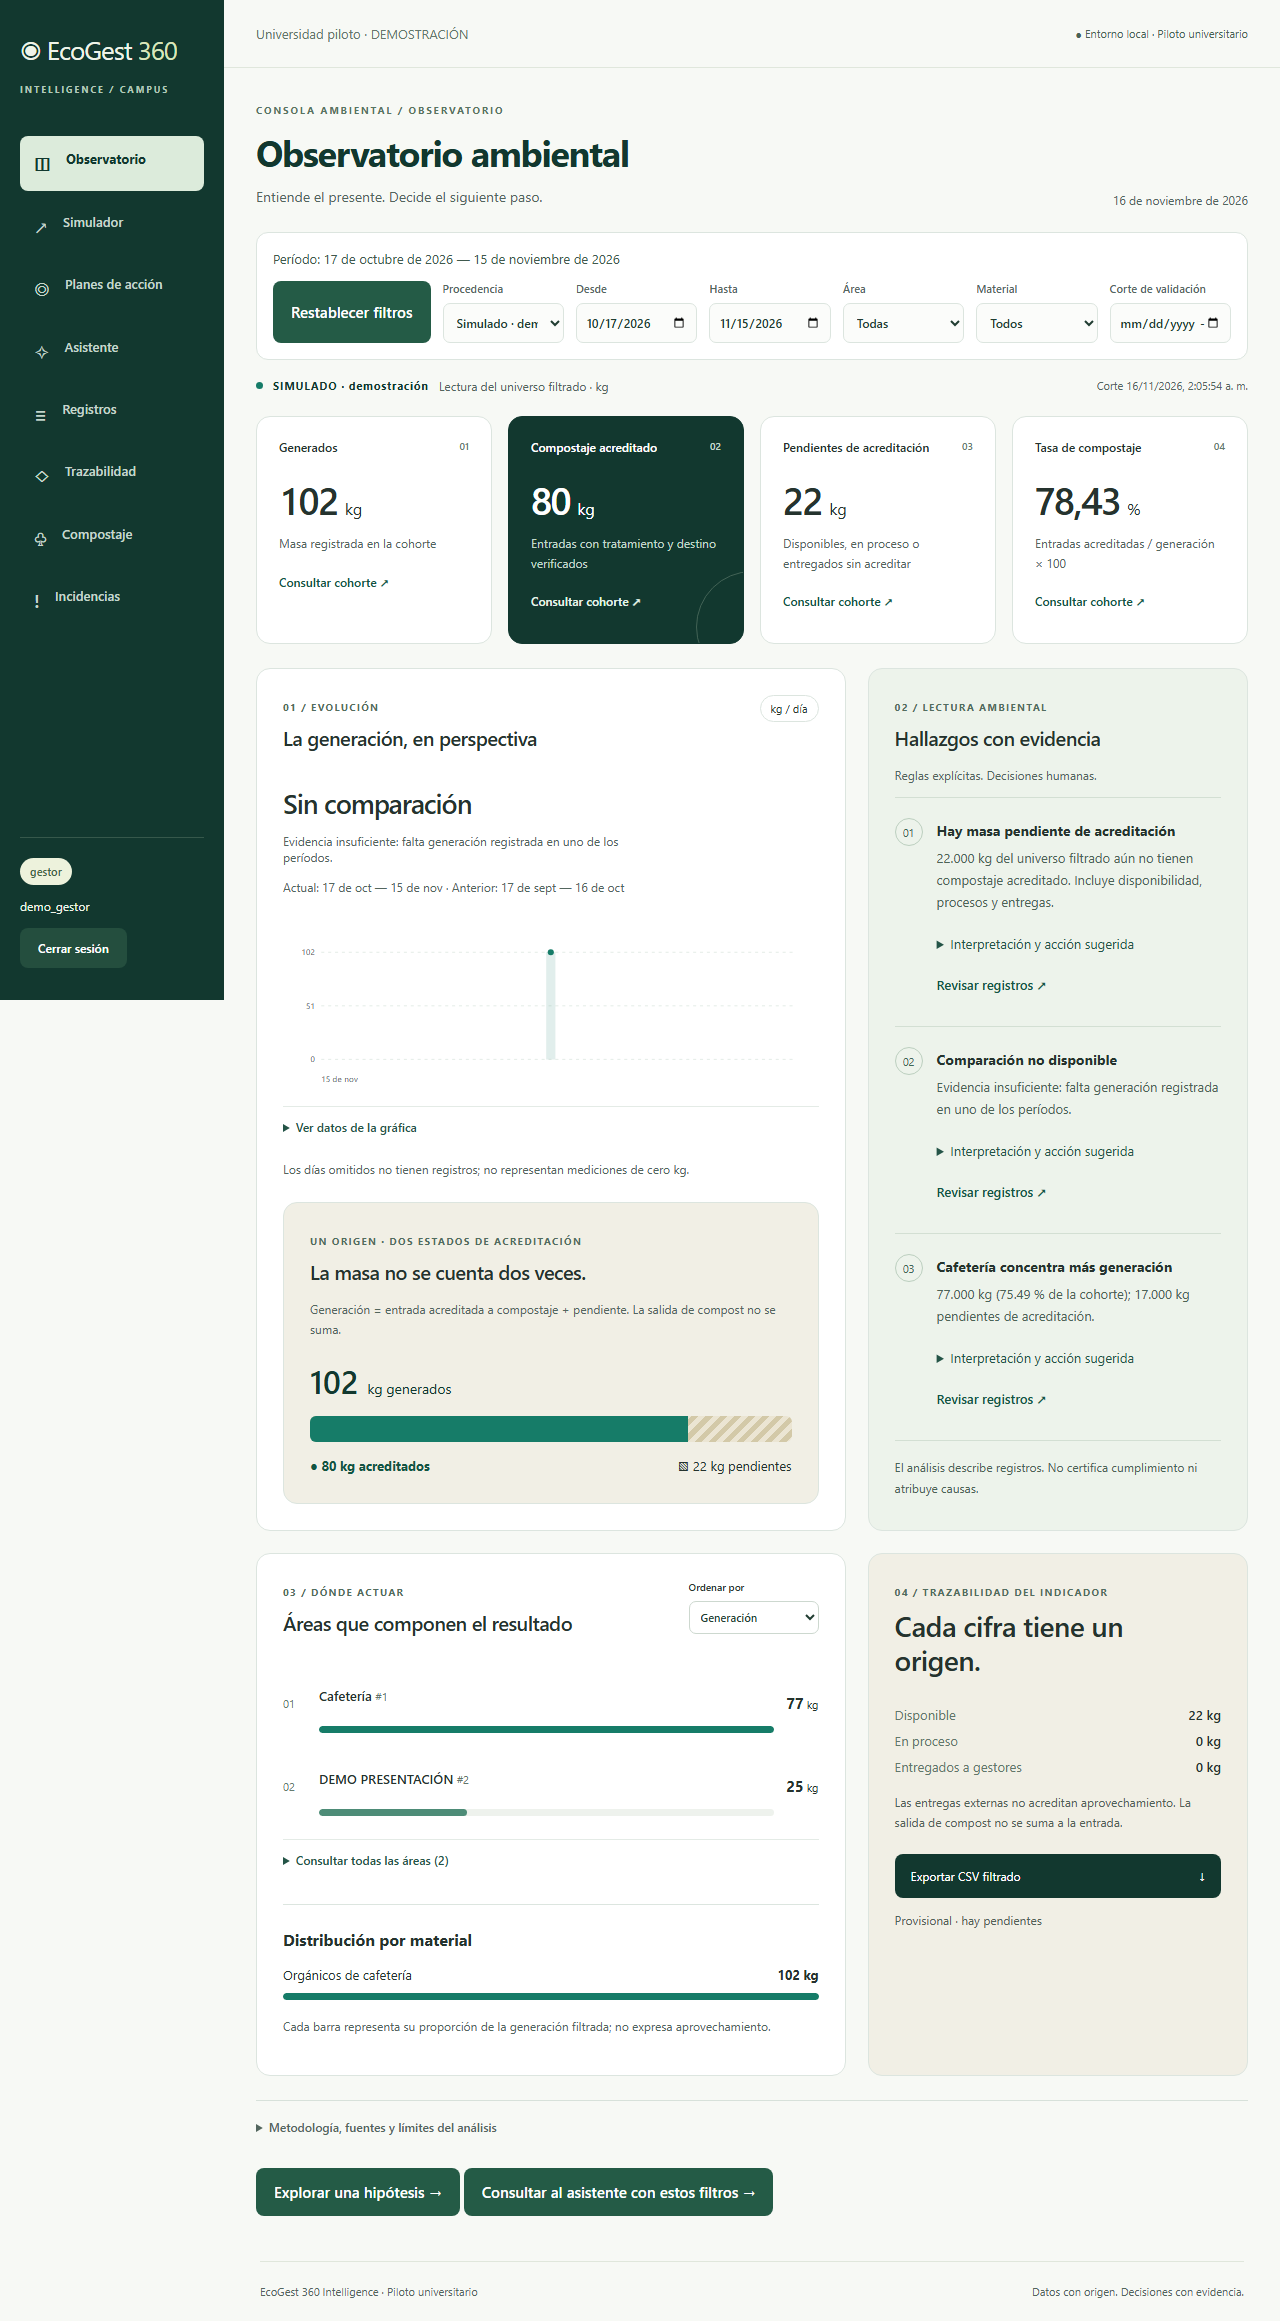 EcoGest 360
INTELLIGENCE / CAMPUS
Observatorio
Simulador
Planes de acción
Asistente
Registros
Trazabilidad
Compostaje
Incidencias
gestor
demo_gestor
Cerrar sesión
Universidad piloto · DEMOSTRACIÓN
● Entorno local · Piloto universitario
CONSOLA AMBIENTAL / OBSERVATORIO
Observatorio ambiental
Entiende el presente. Decide el siguiente paso.
16 de noviembre de 2026
Período: 17 de octubre de 2026 — 15 de noviembre de 2026
Restablecer filtros
Procedencia
Simulado · dem
Desde
10/17/2026
Hasta
11/15/2026
Área
Todas
Material
Todos
Corte de validación
mm/dd/yyyy -
SIMULADO · demostración Lectura del universo filtrado · kg
Corte 16/11/2026, 2:05:54 a. m.
Generados 01
102 kg
Masa registrada en la cohorte
Consultar cohorte ↗
Compostaje acreditado 02
80 kg
Entradas con tratamiento y destino
verificados
Consultar cohorte ↗
Pendientes de acreditación 03
22 kg
Disponibles, en proceso o
entregados sin acreditar
Consultar cohorte ↗
Tasa de compostaje 04
78,43 %
Entradas acreditadas / generación
× 100
Consultar cohorte ↗
01 / EVOLUCIÓN
kg / día
La generación, en perspectiva
Sin comparación
Evidencia insuficiente: falta generación registrada en uno de los
períodos.
Actual: 17 de oct — 15 de nov · Anterior: 17 de sept — 16 de oct
102
51
0
15 de nov
▶ Ver datos de la gráfica
Los días omitidos no tienen registros; no representan mediciones de cero kg.
UN ORIGEN · DOS ESTADOS DE ACREDITACIÓN
La masa no se cuenta dos veces.
Generación = entrada acreditada a compostaje + pendiente. La salida de compost no se
suma.
102 kg generados
● 80 kg acreditados
▧ 22 kg pendientes
02 / LECTURA AMBIENTAL
Hallazgos con evidencia
Reglas explícitas. Decisiones humanas.
01 Hay masa pendiente de acreditación
22.000 kg del universo filtrado aún no tienen
compostaje acreditado. Incluye disponibilidad,
procesos y entregas.
▶ Interpretación y acción sugerida
Revisar registros ↗
02 Comparación no disponible
Evidencia insuficiente: falta generación registrada
en uno de los períodos.
▶ Interpretación y acción sugerida
Revisar registros ↗
03 Cafetería concentra más generación
77.000 kg (75.49 % de la cohorte); 17.000 kg
pendientes de acreditación.
▶ Interpretación y acción sugerida
Revisar registros ↗
El análisis describe registros. No certifica cumplimiento ni
atribuye causas.
03 / DÓNDE ACTUAR
Áreas que componen el resultado
Ordenar por
Generación
01 Cafetería #1 77 kg
02 DEMO PRESENTACIÓN #2 25 kg
▶ Consultar todas las áreas (2)
Distribución por material
Orgánicos de cafetería 102 kg
Cada barra representa su proporción de la generación filtrada; no expresa aprovechamiento.
04 / TRAZABILIDAD DEL INDICADOR
Cada cifra tiene un
origen.
Disponible 22 kg
En proceso 0 kg
Entregados a gestores 0 kg
Las entregas externas no acreditan aprovechamiento. La
salida de compost no se suma a la entrada.
Exportar CSV filtrado ↓
Provisional · hay pendientes
▶ Metodología, fuentes y límites del análisis
Explorar una hipótesis →
Consultar al asistente con estos filtros →
EcoGest 360 Intelligence · Piloto universitario
Datos con origen. Decisiones con evidencia.